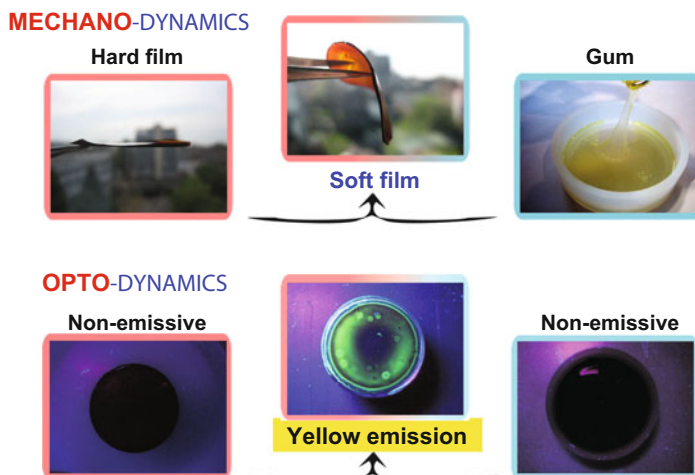 MECHANO-DYNAMICS
Hard film
Gum
Soft film
OPTO-DYNAMICS
Non-emissive
Non-emissive
Yellow emission